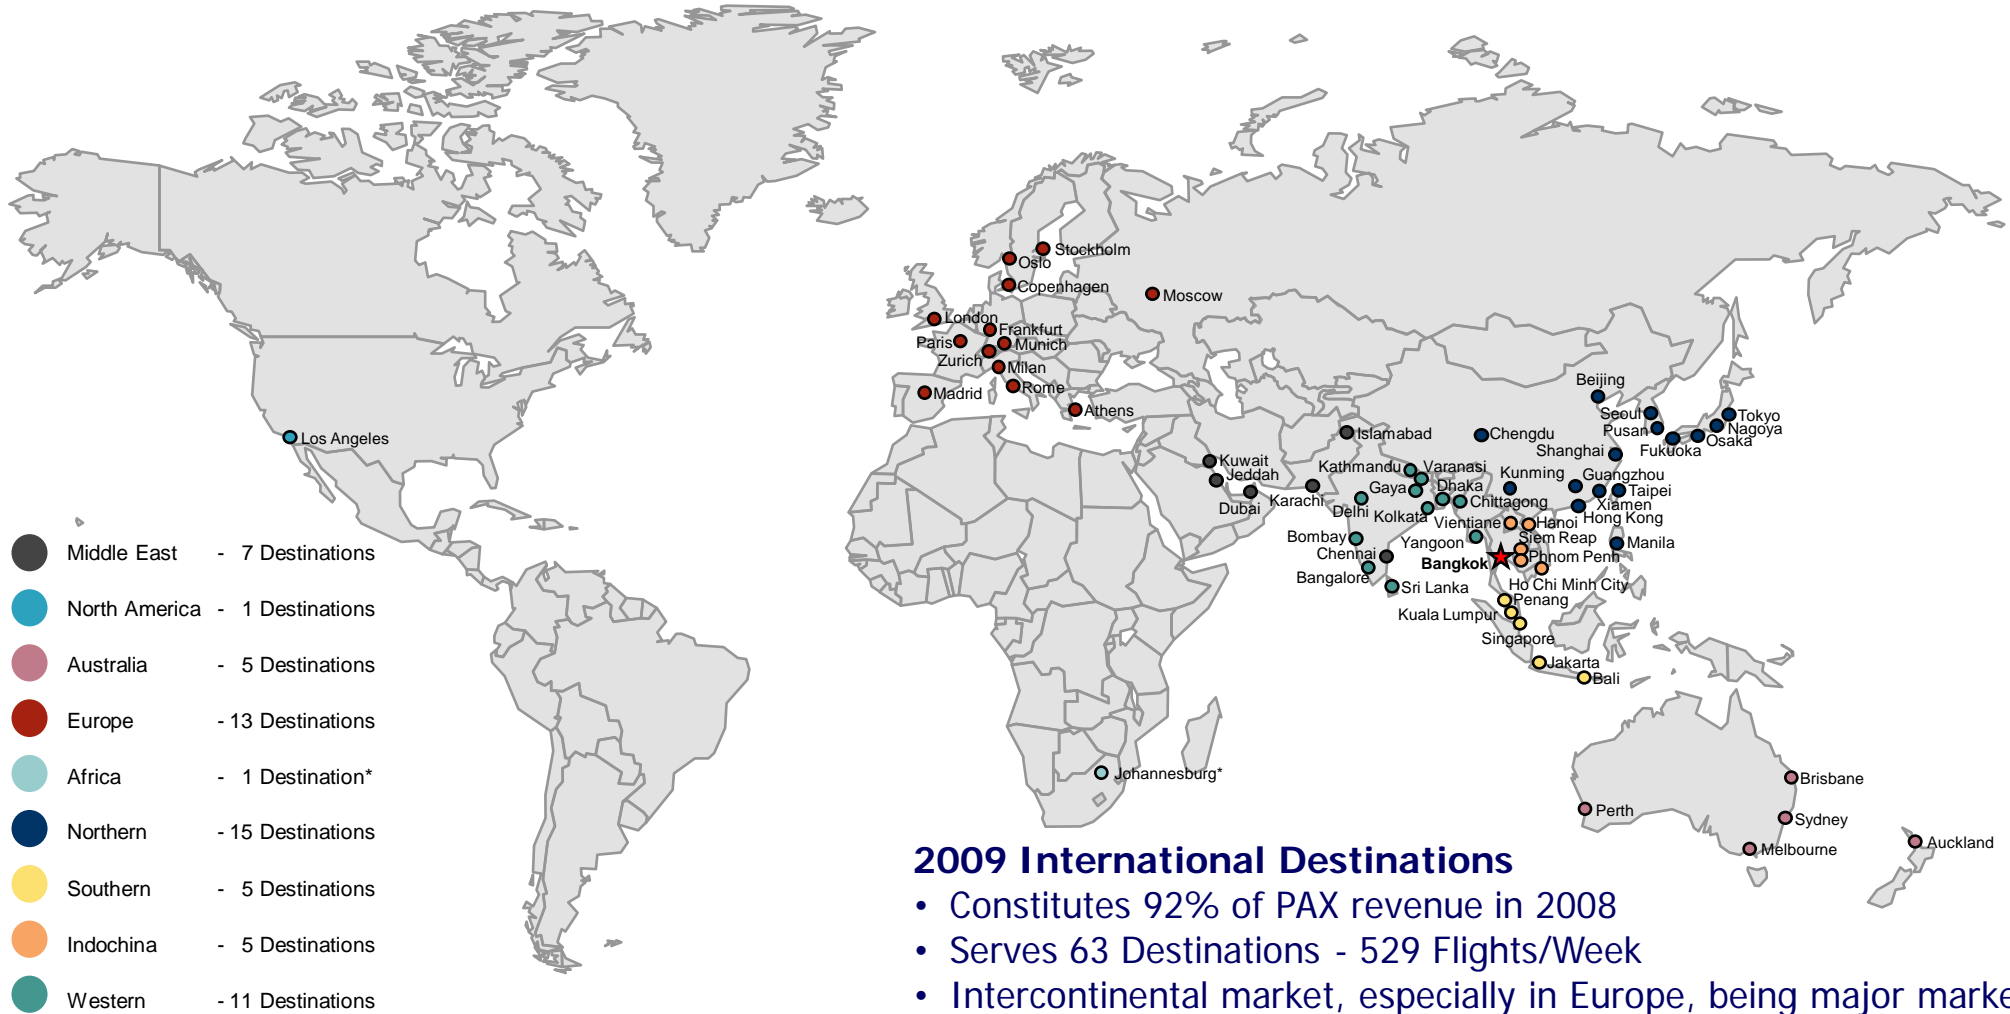 Stockholm
Oslo
Copenhagen
Moscow
London
Frankfurt
Paris
Munich
Zurich
Milan
Rome
Madrid
Athens
Los Angeles
Beijing
Seoul
Tokyo
Pusan
Nagoya
Osaka
Fukuoka
Islamabad
Chengdu
Shanghai
Kuwait
Jeddah
Kathmandu
Varanasi
Kunming
Guangzhou
Dubai
Karachi
Gaya
Dhaka
Taipei
Delhi
Chittagong
Xiamen
Kolkata
Vientiane
Hanoi
Hong Kong
Bombay
Yangoon
Siem Reap
Manila
Chennai
Bangkok
Phnom Penh
Bangalore
Sri Lanka
Ho Chi Minh City
Penang
Kuala Lumpur
Singapore
Jakarta
Bali
Johannesburg*
Brisbane
Perth
Sydney
Melbourne
Auckland
Middle East - 7 Destinations
North America - 1 Destinations
Australia - 5 Destinations
Europe - 13 Destinations
Africa - 1 Destination*
Northern - 15 Destinations
Southern - 5 Destinations
Indochina - 5 Destinations
Western - 11 Destinations
2009 International Destinations
• Constitutes 92% of PAX revenue in 2008
• Serves 63 Destinations - 529 Flights/Week
• Intercontinental market, especially in Europe, being major marke